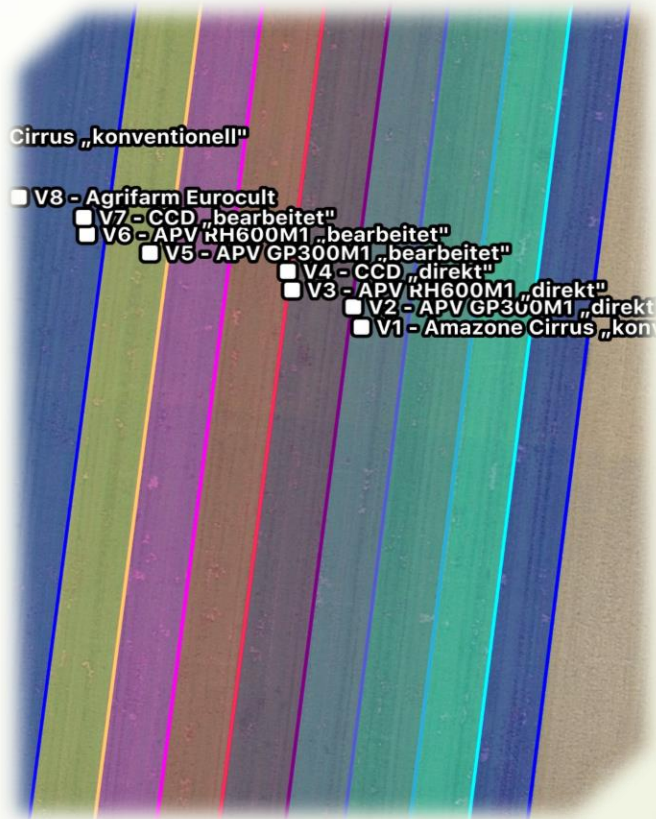 Cirrus „konventionell"
V8 - Agrifarm Eurocult
V7 - CCD „bearbeitet"
V6 - APV RH600M1 „bearbeitet"
V5 - APV GP300M1 „bearbeitet"
V4 - CCD „direkt"
V3 - APV RH600M1 „direkt"
V2 - APV GP300M1 „direkt
V1 - Amazone Cirrus „konv